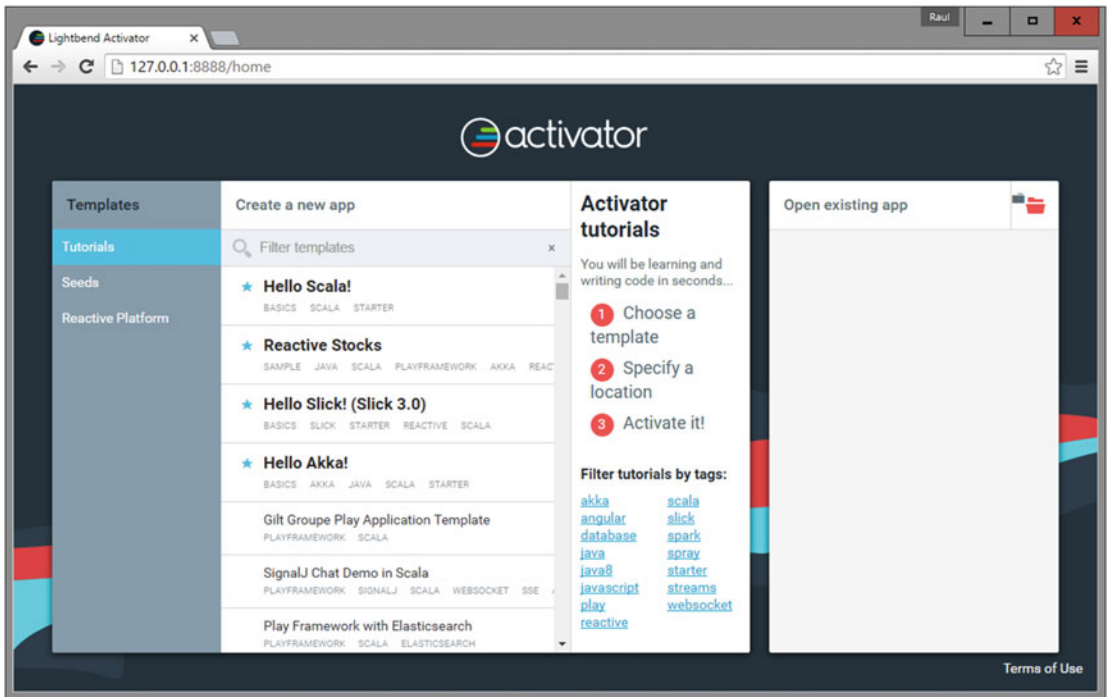 Raul
Lightbend Activator
127.0.0.1:8888/home
activator
Templates
Tutorials
Seeds
Reactive Platform
Create a new app
Filter templates
Hello Scala!
BASICS SCALA STARTER
Reactive Stocks
SAMPLE JAVA SCALA PLAYFRAMEWORK AKKA REAC
Hello Slick! (Slick 3.0)
BASICS SLICK STARTER REACTIVE SCALA
Hello Akka!
BASICS AKKA JAVA SCALA STARTER
Gilt Groupe Play Application Template
PLAYFRAMEWORK SCALA
SignalJ Chat Demo in Scala
PLAYFRAMEWORK SIGNALJ SCALA WEBSOCKET SSE
Play Framework with Elasticsearch
PLAYFRAMEWORK SCALA ELASTICSEARCH
Activator
tutorials
You will be learning and
writing code in seconds...
1 Choose a
template
2 Specify a
location
3 Activate it!
Filter tutorials by tags:
akka scala
angular slick
database spark
java spray
java8 starter
javascript streams
play websocket
reactive
Open existing app
Terms of Use